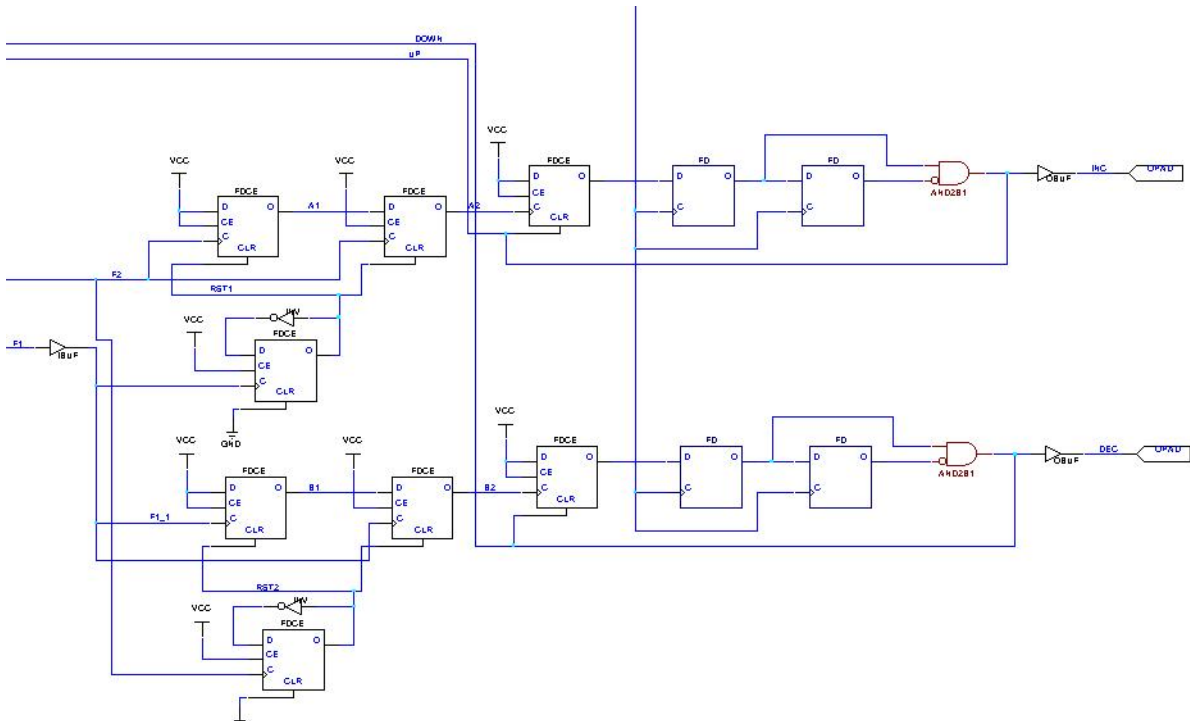 DOWN
UP
VCC
FDCE
FD
FD
INC
OPAD
D
O
CE
C
CLR
D
O
C
D
O
C
AND2B1
OBUF
VCC
VCC
FDCE
FDCE
D
O
CE
C
CLR
A1
D
O
CE
C
CLR
A2
F2
RST1
INV
VCC
FDCE
D
O
CE
C
CLR
F1
IBUF
GND
VCC
FDCE
FD
FD
DEC
OPAD
D
O
CE
C
CLR
D
O
C
D
O
C
AND2B1
OBUF
VCC
VCC
FDCE
FDCE
D
O
CE
C
CLR
B1
D
O
CE
C
CLR
B2
F1_1
RST2
INV
VCC
FDCE
D
O
CE
C
CLR